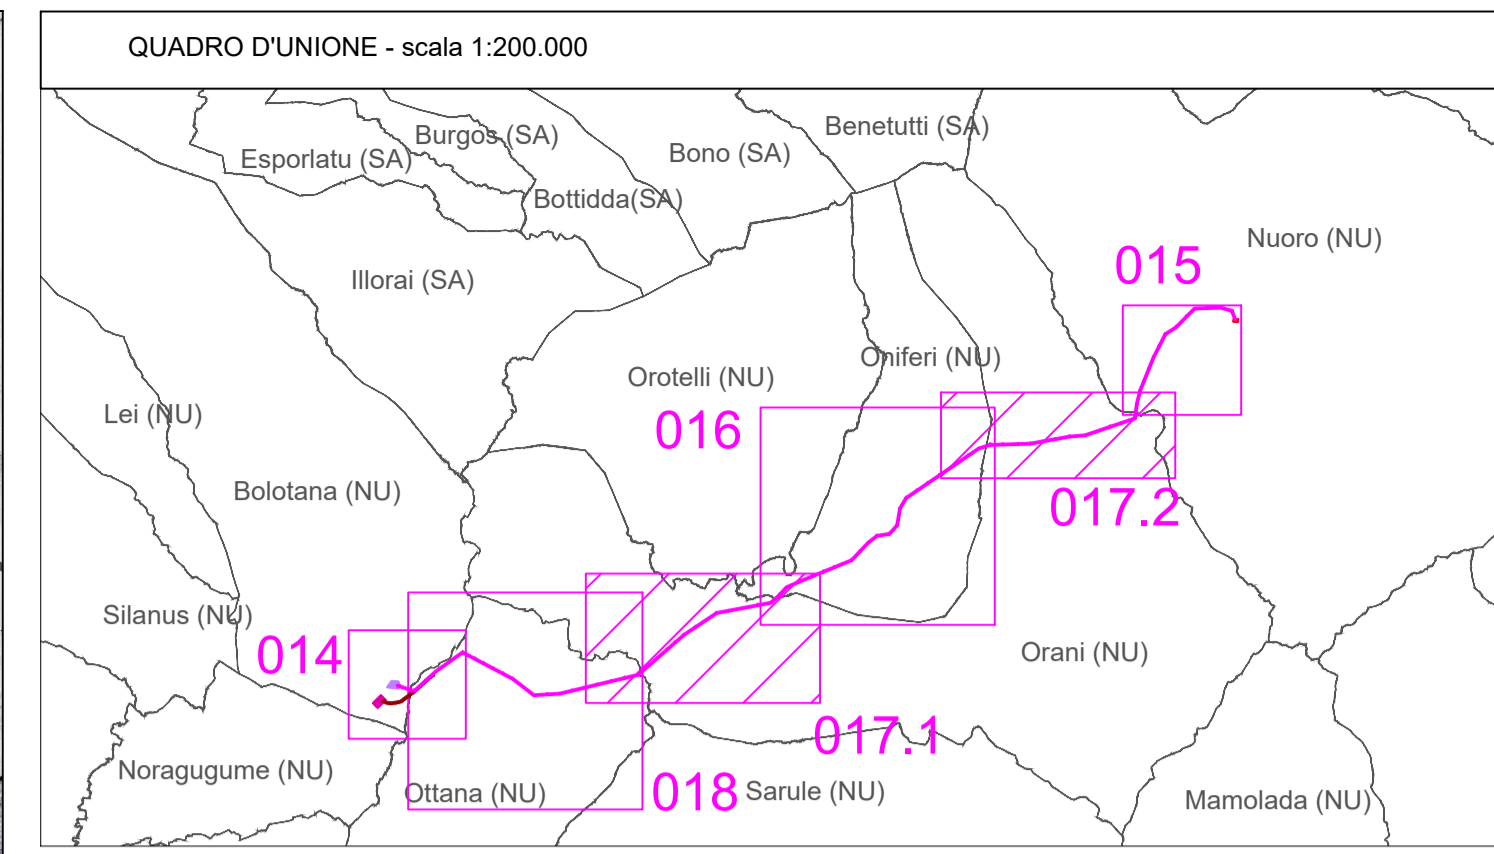 QUADRO D'UNIONE - scala 1:200.000
Benetutti (SA)
Burgos (SA)
Bono (SA)
Esporlatu (SA)
Bottidda(SA)
Nuoro (NU)
015
Illorai (SA)
Oniferi (NU)
Orotelli (NU)
Lei (NU)
016
Bolotana (NU)
017.2
Silanus (NU)
014
Orani (NU)
017.1
Noragugume (NU)
Ottana (NU)
018
Sarule (NU)
Mamolada (NU)